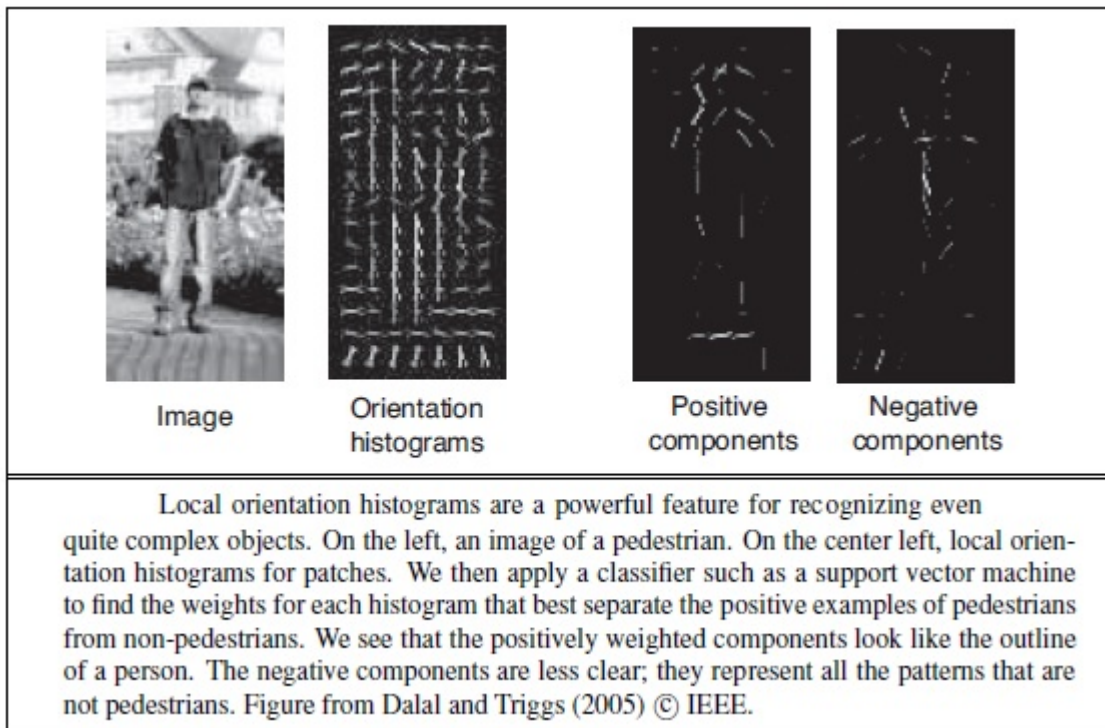 Image
Orientation
histograms
Positive
components
Negative
components
Local orientation histograms are a powerful feature for recognizing even
quite complex objects. On the left, an image of a pedestrian. On the center left, local orien-
tation histograms for patches. We then apply a classifier such as a support vector machine
to find the weights for each histogram that best separate the positive examples of pedestrians
from non-pedestrians. We see that the positively weighted components look like the outline
of a person. The negative components are less clear; they represent all the patterns that are
not pedestrians. Figure from Dalal and Triggs (2005) © IEEE.